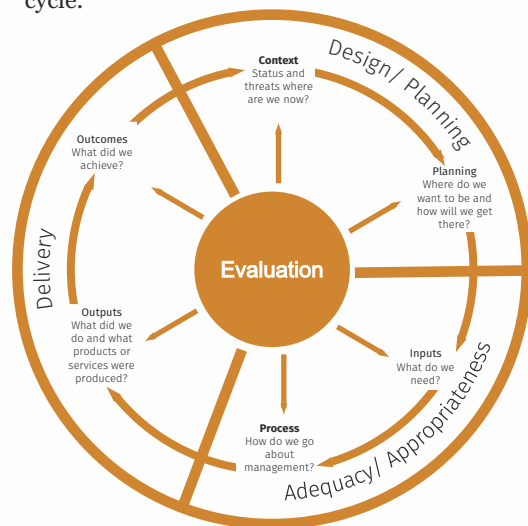 cycle.
Context
Status and
threats where
are we now?
Design/ Planning
Planning
Where do we
want to be and
how will we get
there?
Inputs
What do we
need?
Adequacy/ Appropriateness
Process
How do we go
about
management?
Outputs
What did we
do and what
products or
services were
produced?
Delivery
Outcomes
What did we
achieve?
Evaluation